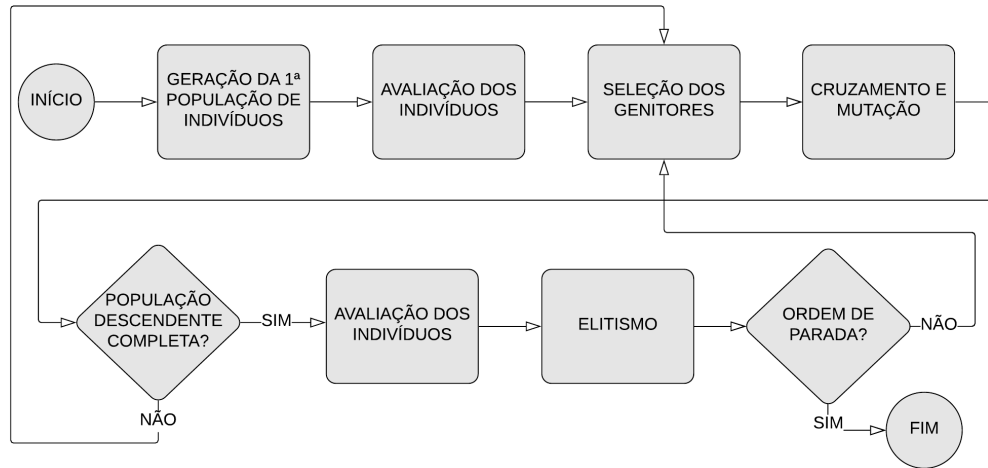 INÍCIO
GERAÇÃO DA 1ª
POPULAÇÃO DE
INDIVÍDUOS
AVALIAÇÃO DOS
INDIVÍDUOS
SELEÇÃO DOS
GENITORES
CRUZAMENTO E
MUTAÇÃO
POPULAÇÃO
DESCENDENTE
COMPLETA?
SIM
NÃO
AVALIAÇÃO DOS
INDIVÍDUOS
ELITISMO
ORDEM DE
PARADA?
NÃO
SIM
FIM